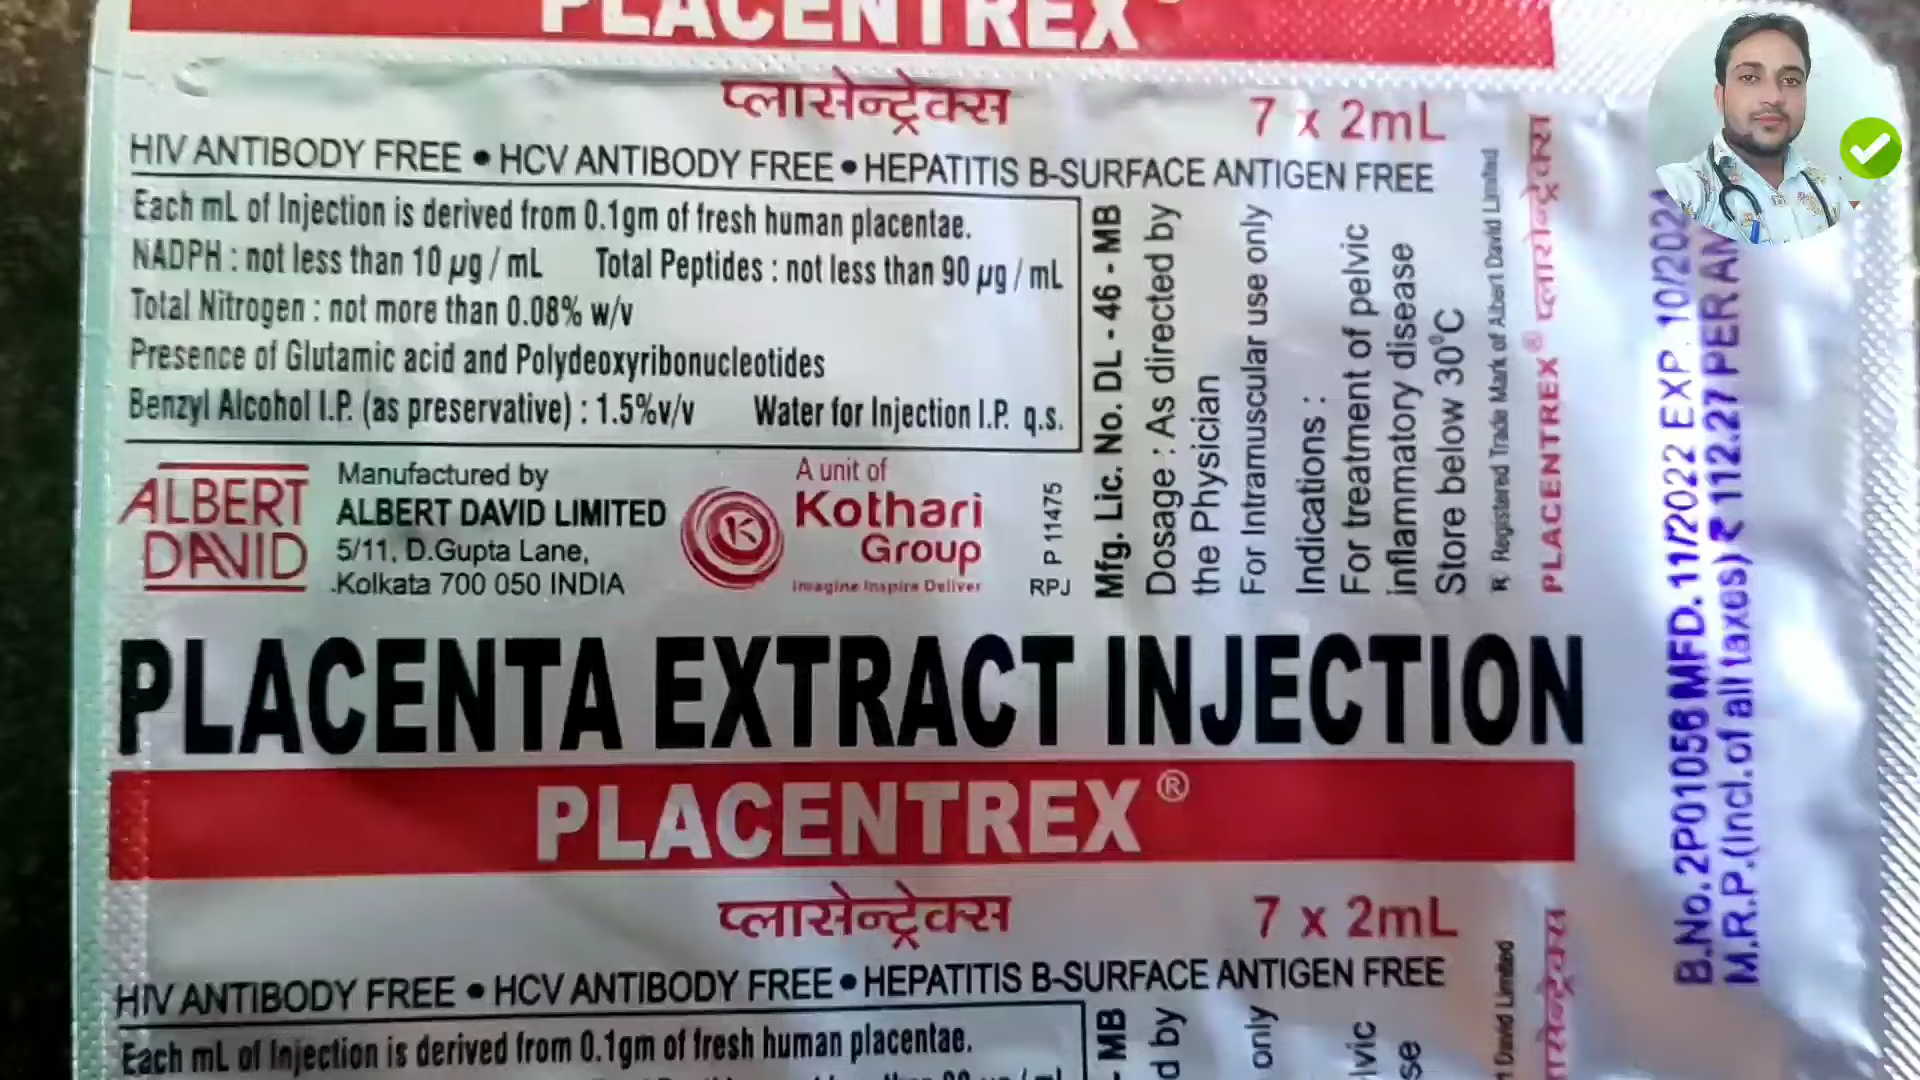 PLACENTREX
प्लासेन्ट्रेक्स
7 x 2mL
HIV ANTIBODY FREE • HCV ANTIBODY FREE • HEPATITIS B-SURFACE ANTIGEN FREE
Each mL of Injection is derived from 0.1gm of fresh human placentae.
NADPH : not less than 10 µg / mL Total Peptides : not less than 90 µg / mL
Total Nitrogen : not more than 0.08% w/v
Presence of Glutamic acid and Polydeoxyribonucleotides
Benzyl Alcohol I.P. (as preservative) : 1.5%v/v Water for Injection I.P. q.s.
ALBERT
DAVID
Manufactured by
ALBERT DAVID LIMITED
5/11, D.Gupta Lane,
Kolkata 700 050 INDIA
K
A unit of
Kothari
Group
Imagine Inspire Deliver
P 11475
RPJ
Mfg. Lic. No. DL - 46 - MB
Dosage : As directed by
the Physician
For Intramuscular use only
Indications :
For treatment of pelvic
inflammatory disease
Store below 30°C
R Registered Trade Mark of Albert David Limited
PLACENTREX® प्लासेन्ट्रेक्स
B.No. 2P01056 MFD. 11/2022 EXP. 10/2024
M.R.P.(Incl. of all taxes) ₹ 112.27 PER AM
PLACENTA EXTRACT INJECTION
PLACENTREX®
प्लासेन्ट्रेक्स
7 x 2mL
HIV ANTIBODY FREE • HCV ANTIBODY FREE • HEPATITIS B-SURFACE ANTIGEN FREE
Each mL of Injection is derived from 0.1gm of fresh human placentae.
- MB
d by
only
lvic
se
David Limited